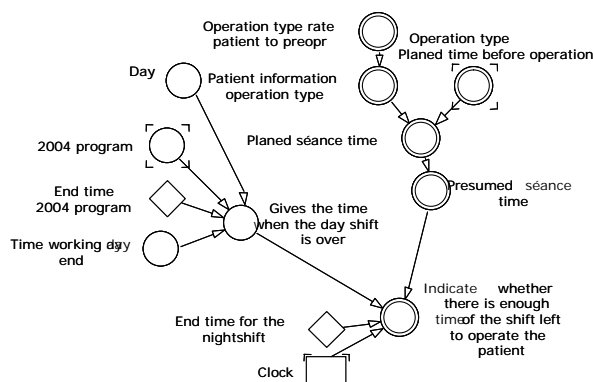 Operation type rate
patient to preopr
Operation type
Planed time before operation
Day
Patient information
operation type
Planed séance time
2004 program
Presumed séance
time
End time
2004 program
Gives the time
when the day shift
is over
Time working day
end
Indicate whether
there is enough
time of the shift left
to operate the
patient
End time for the
nightshift
Clock